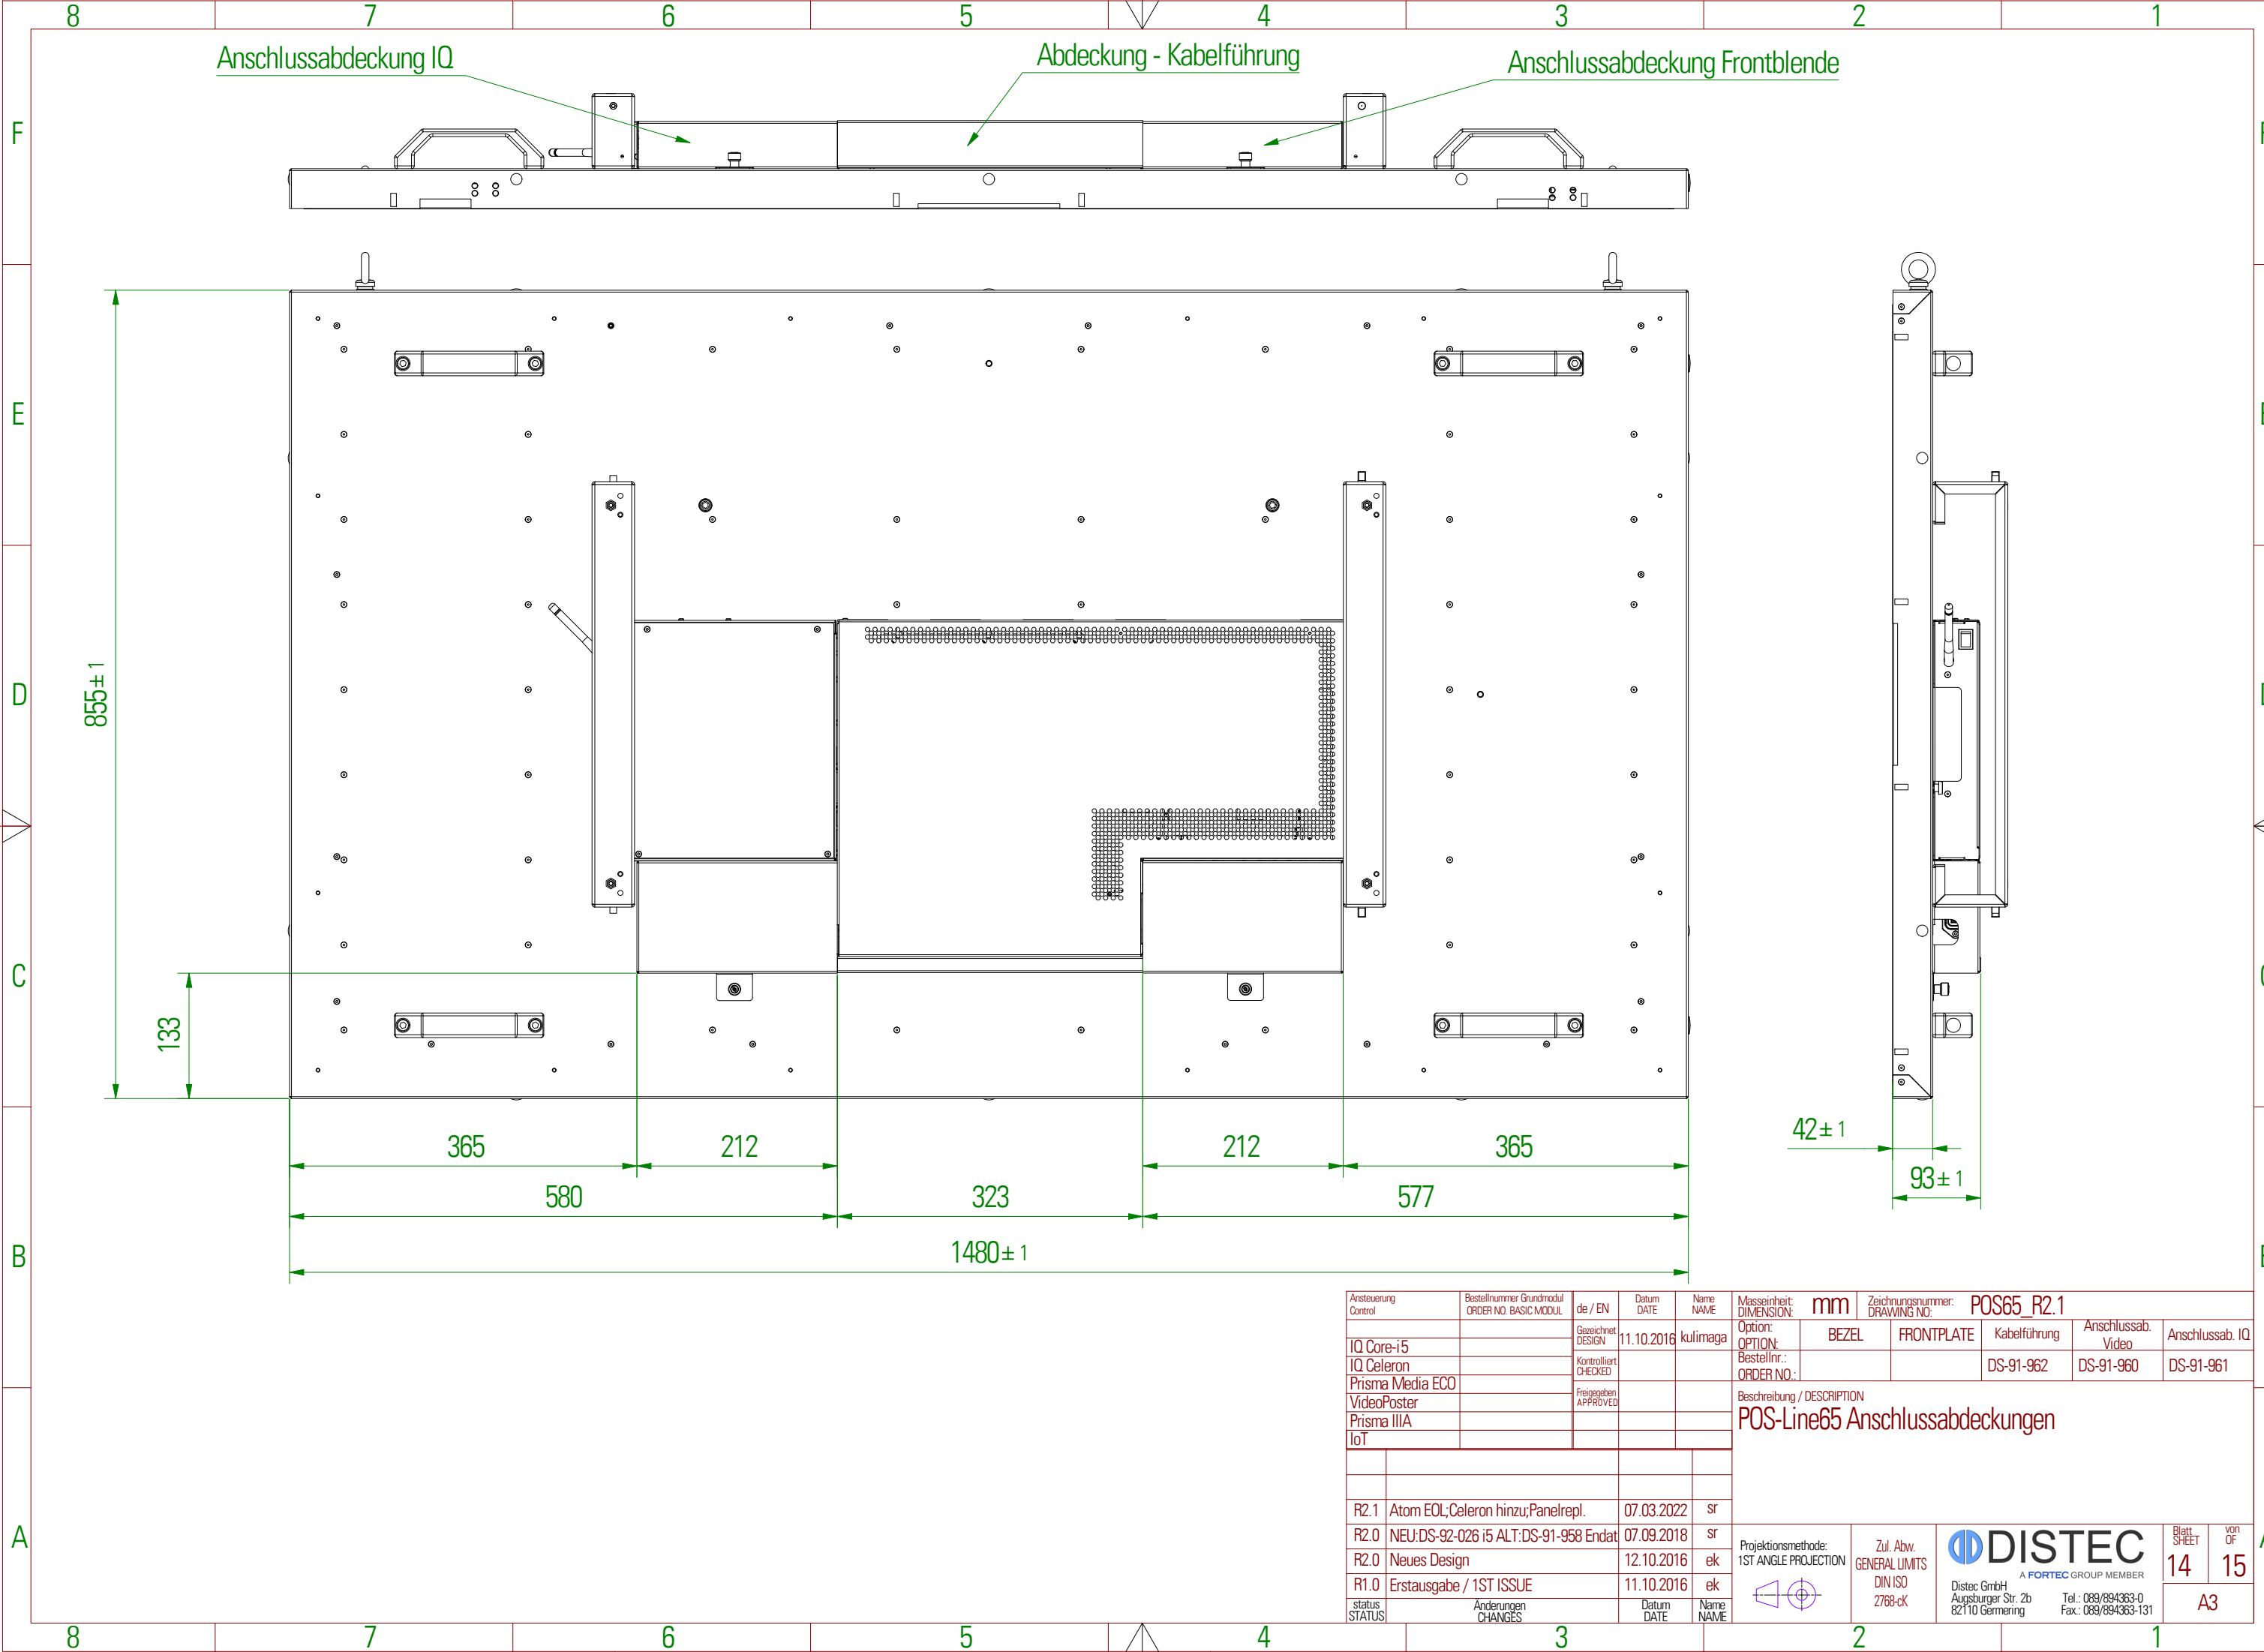 8 7 6 5 4 3 2 1
Anschlussabdeckung IQ
Abdeckung - Kabelführung
Anschlussabdeckung Frontblende
F
E
D
C
B
A
855± 1
133
365
212
212
365
580
323
577
1480± 1
42± 1
93± 1
Ansteuerung
Control
Bestellnummer Grundmodul
ORDER NO. BASIC MODUL
de / EN
Datum
DATE
Name
NAME
IQ Core-i5
IQ Celeron
Prisma Media ECO
VideoPoster
Prisma IIIA
IoT
Gezeichnet
DESIGN
11.10.2016
kulimaga
Kontrolliert
CHECKED
Freigegeben
APPROVED
Masseinheit:
DIMENSION:
mm
Zeichnungsnummer:
DRAWING NO:
POS65_R2.1
Option:
OPTION:
BEZEL
FRONTPLATE
Kabelführung
Anschlussab.
Video
Anschlussab. IQ
Bestellnr.:
ORDER NO.:
DS-91-962
DS-91-960
DS-91-961
Beschreibung / DESCRIPTION
POS-Line65 Anschlussabdeckungen
R2.1 Atom EOL;Celeron hinzu;Panelrepl. 07.03.2022 sr
R2.0 NEU:DS-92-026 i5 ALT:DS-91-958 Endat 07.09.2018 sr
R2.0 Neues Design 12.10.2016 ek
R1.0 Erstausgabe / 1ST ISSUE 11.10.2016 ek
status
STATUS
Änderungen
CHANGES
Datum
DATE
Name
NAME
Projektionsmethode:
1ST ANGLE PROJECTION
Zul. Abw.
GENERAL LIMITS
DIN ISO
2768-cK
DISTEC
A FORTEC GROUP MEMBER
Distec GmbH
Augsburger Str. 2b
82110 Germering
Tel.: 089/894363-0
Fax.: 089/894363-131
Blatt
SHEET
14
von
OF
15
A3
8 7 6 5 4 3 2 1